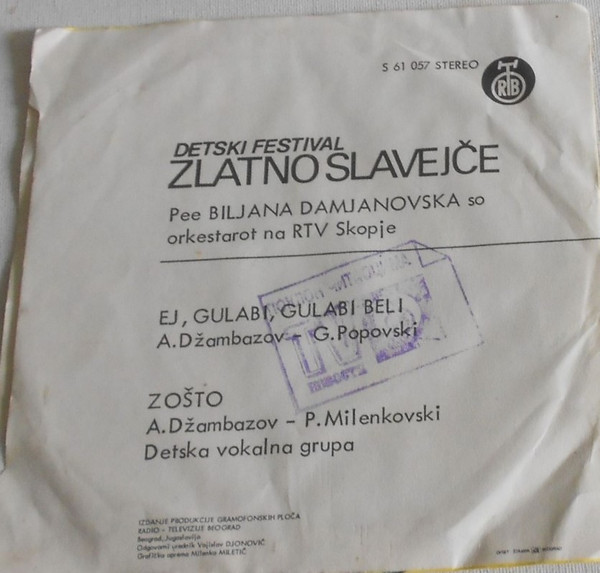 S 61 057 STEREO
RTB
DETSKI FESTIVAL
ZLATNO SLAVEJČE
Pee BILJANA DAMJANOVSKA so
orkestarot na RTV Skopje
EJ, GULABI, GULABI BELI
A.Džambazov – G.Popovski
ПОКЛОН ЧИТАОЦИМА
ZOŠTO
A.Džambazov – P.Milenkovski
Detska vokalna grupa
IZDANJE PRODUKCIJE GRAMOFONSKIH PLOČA
RADIO – TELEVIZIJE BEOGRAD
Beograd, Jugoslavija
Odgovorni urednik Vojislav ĐONOVIĆ
Grafička oprema Milenko MILETIĆ